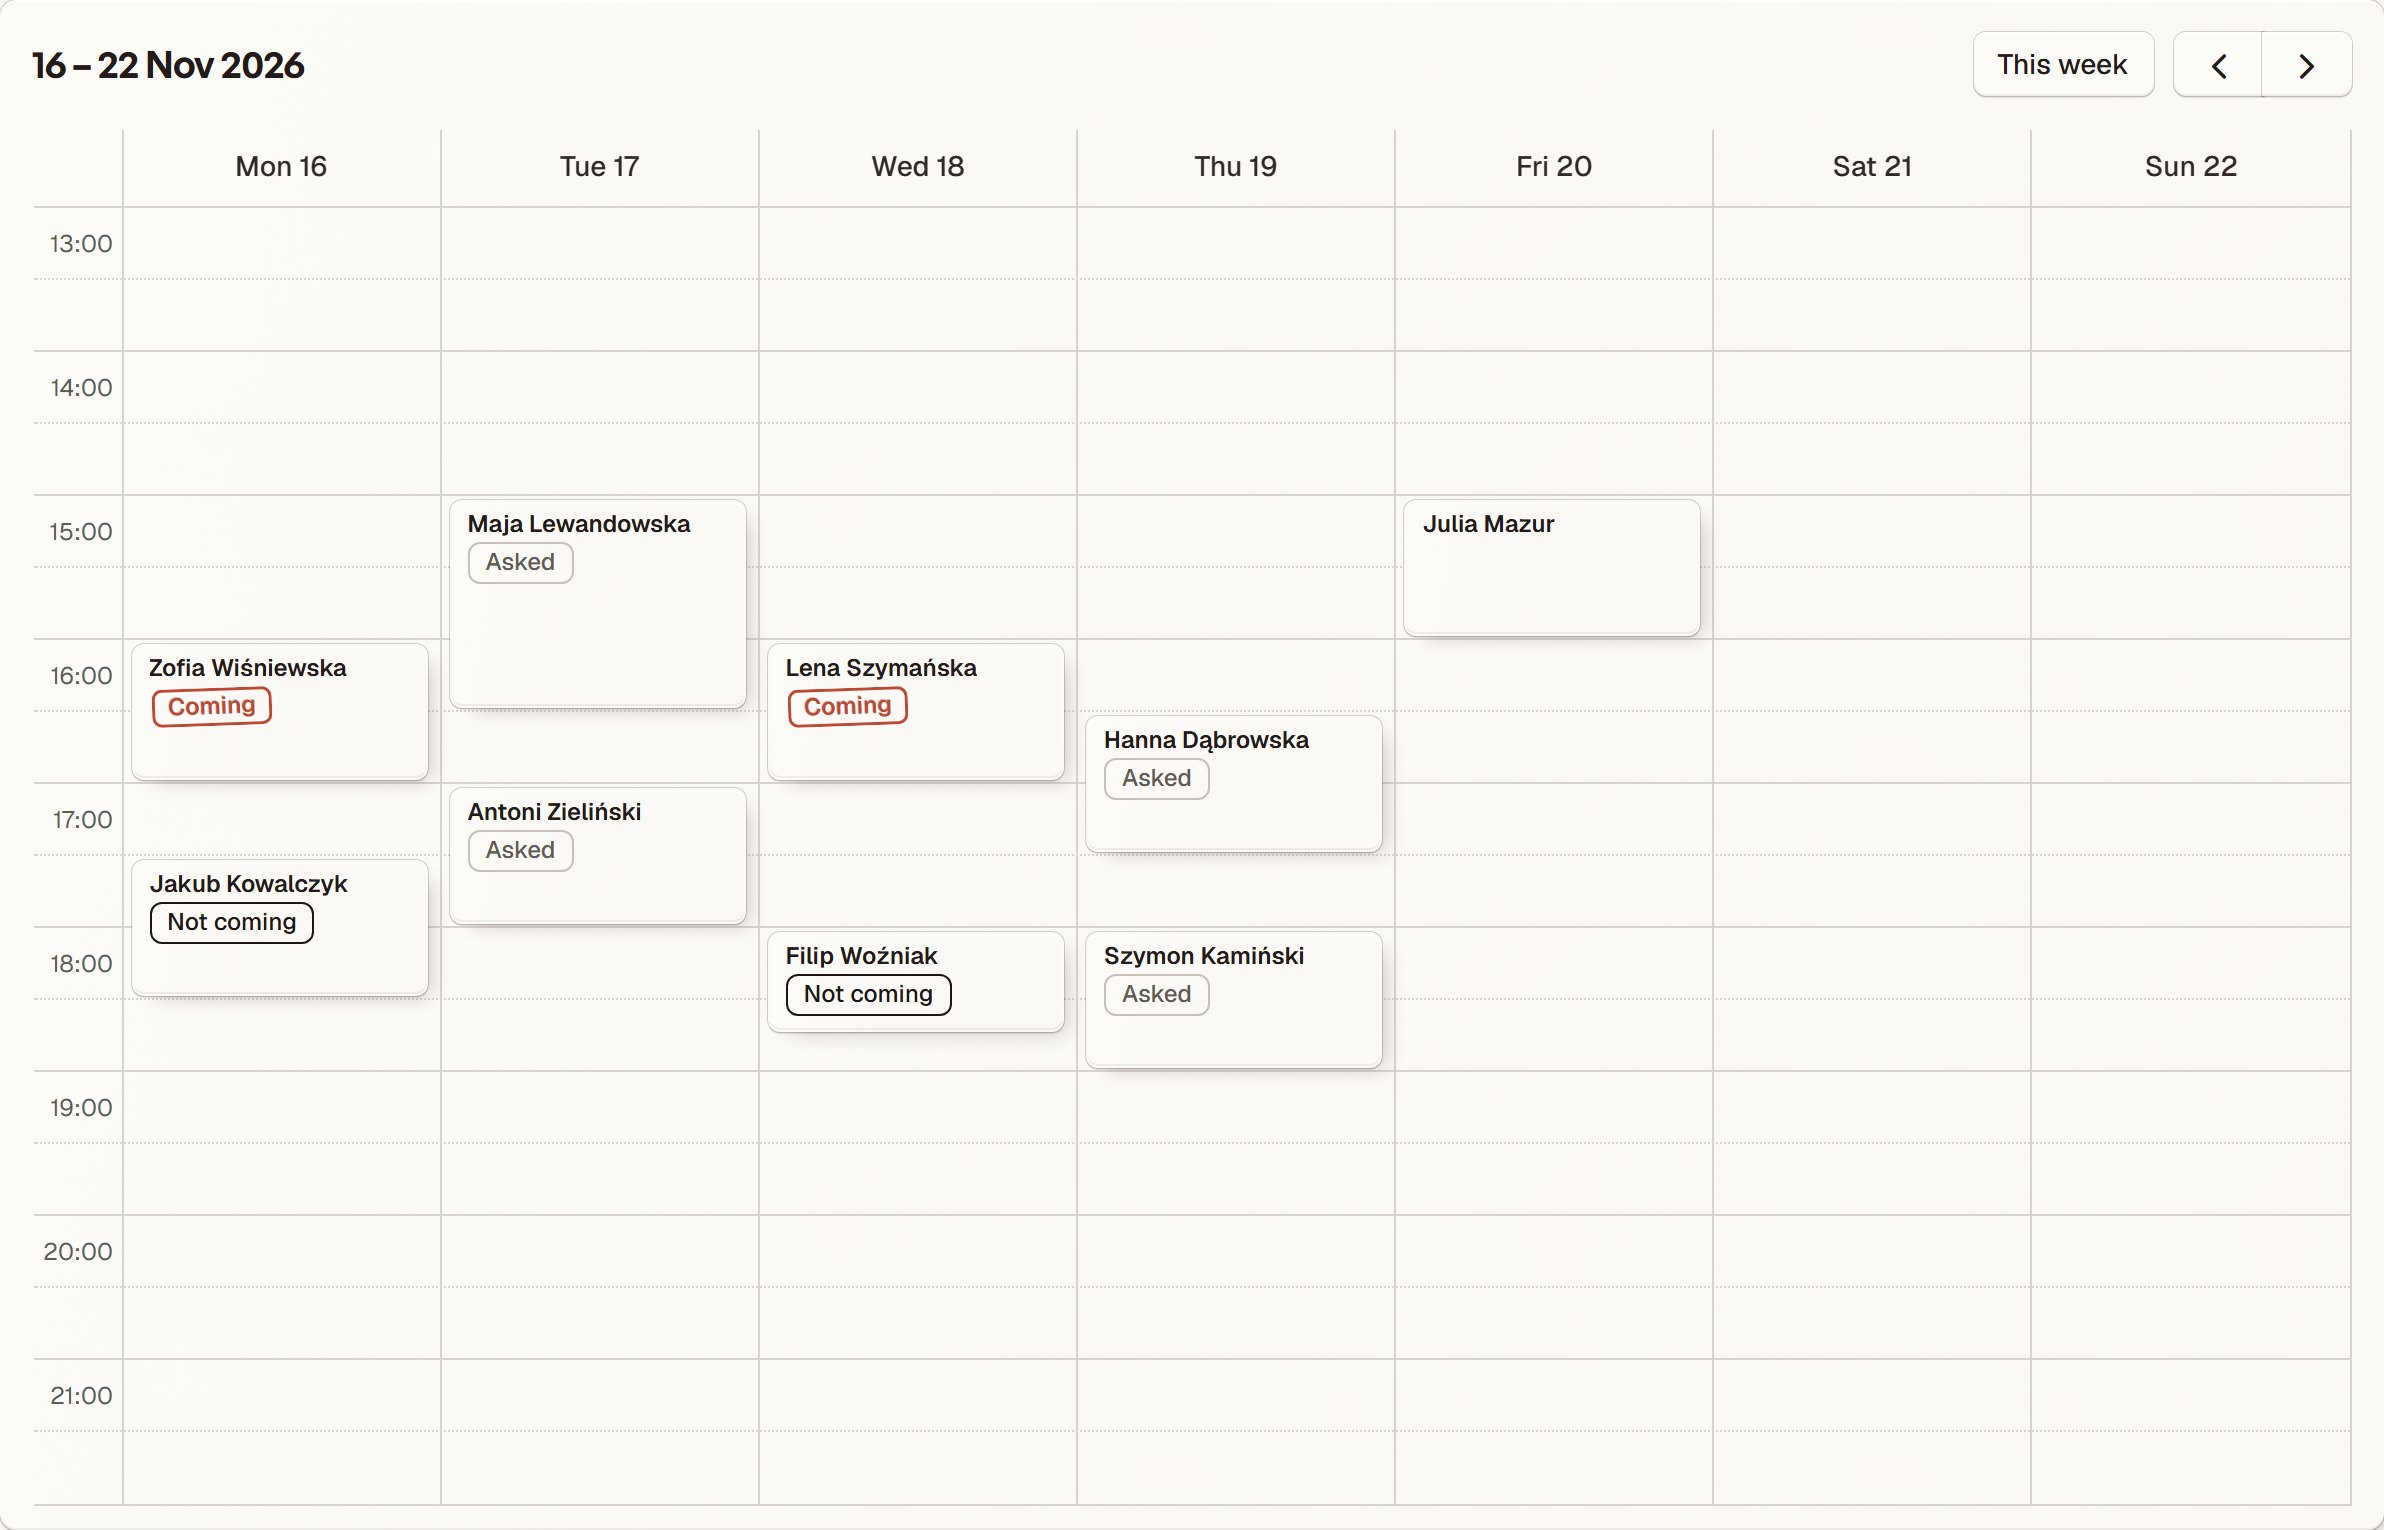 16 – 22 Nov 2026
This week
Mon 16
Tue 17
Wed 18
Thu 19
Fri 20
Sat 21
Sun 22
13:00
14:00
15:00
16:00
17:00
18:00
19:00
20:00
21:00
Zofia Wiśniewska
Coming
Jakub Kowalczyk
Not coming
Maja Lewandowska
Asked
Antoni Zieliński
Asked
Lena Szymańska
Coming
Filip Woźniak
Not coming
Hanna Dąbrowska
Asked
Szymon Kamiński
Asked
Julia Mazur